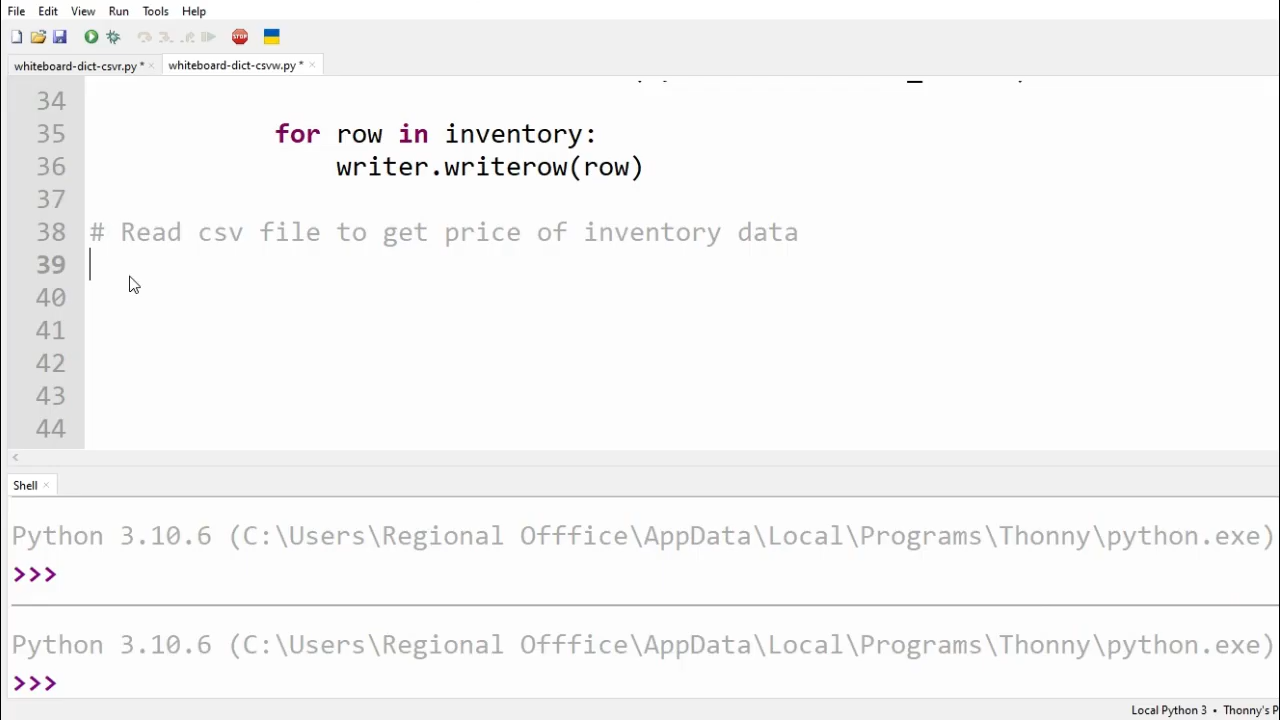 File Edit View Run Tools Help
STOP
whiteboard-dict-csvr.py * × whiteboard-dict-csvw.py * ×
34
35 for row in inventory:
36 writer.writerow(row)
37
38 # Read csv file to get price of inventory data
39
40
41
42
43
44
Shell ×
Python 3.10.6 (C:\Users\Regional Offfice\AppData\Local\Programs\Thonny\python.exe)
>>>
Python 3.10.6 (C:\Users\Regional Offfice\AppData\Local\Programs\Thonny\python.exe)
>>>
Local Python 3 • Thonny's P